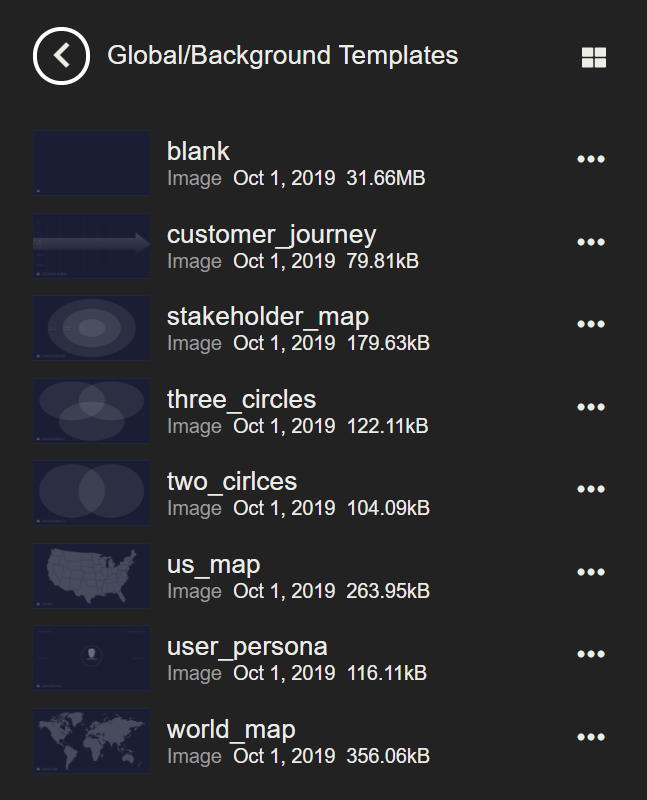 Global/Background Templates
blank
Image Oct 1, 2019 31.66MB
customer_journey
Image Oct 1, 2019 79.81kB
stakeholder_map
Image Oct 1, 2019 179.63kB
three_circles
Image Oct 1, 2019 122.11kB
two_cirlces
Image Oct 1, 2019 104.09kB
us_map
Image Oct 1, 2019 263.95kB
user_persona
Image Oct 1, 2019 116.11kB
world_map
Image Oct 1, 2019 356.06kB